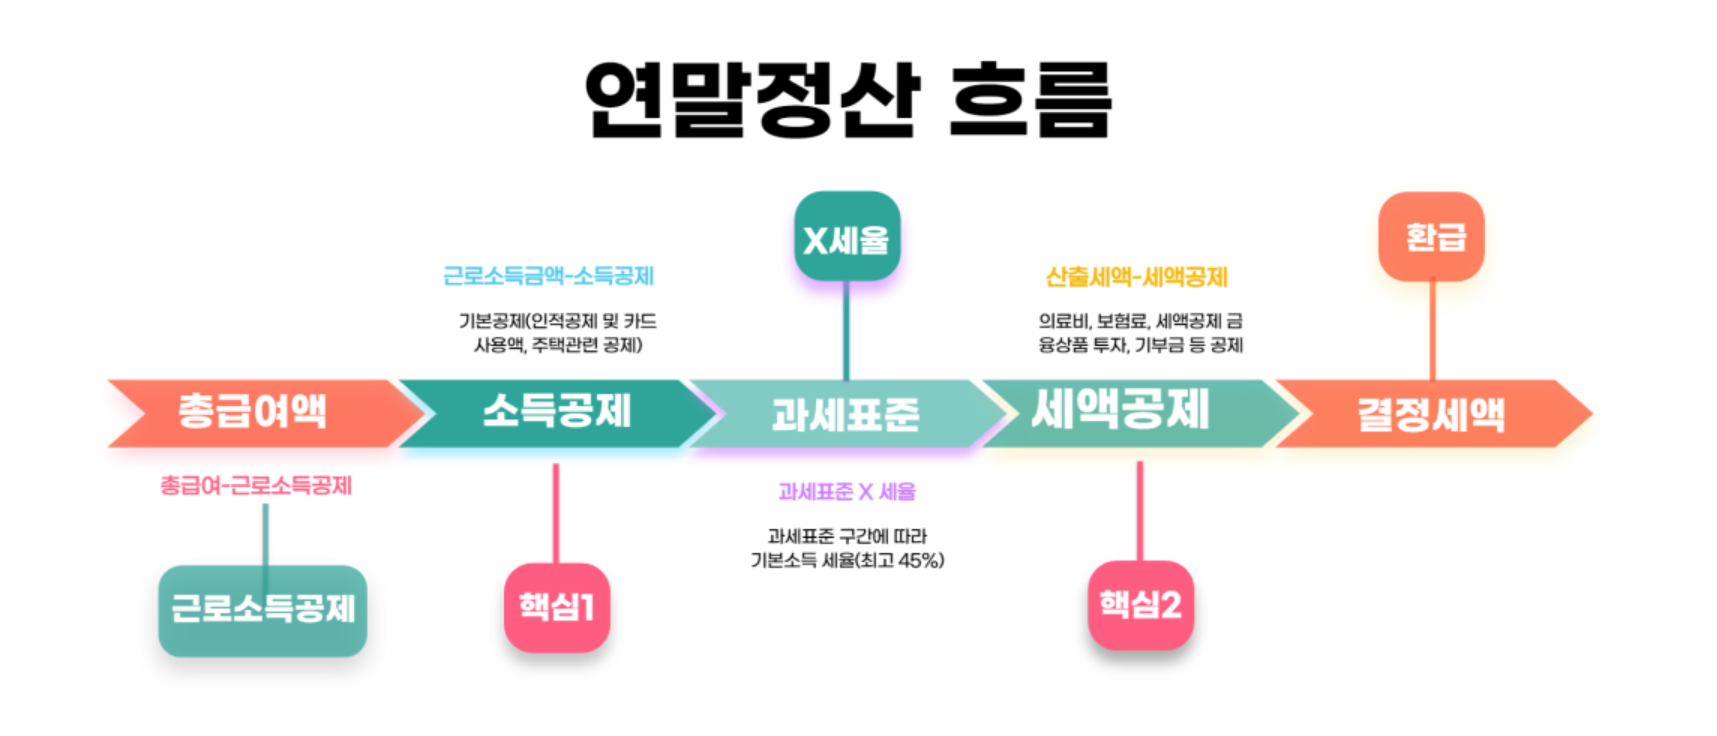 연말정산 흐름
X세율
환급
근로소득금액-소득공제
기본공제(인적공제 및 카드
사용액, 주택관련 공제)
산출세액-세액공제
의료비, 보험료, 세액공제 금
융상품 투자, 기부금 등 공제
총급여액
소득공제
과세표준
세액공제
결정세액
총급여-근로소득공제
근로소득공제
핵심1
과세표준 X 세율
과세표준 구간에 따라
기본소득 세율(최고 45%)
핵심2